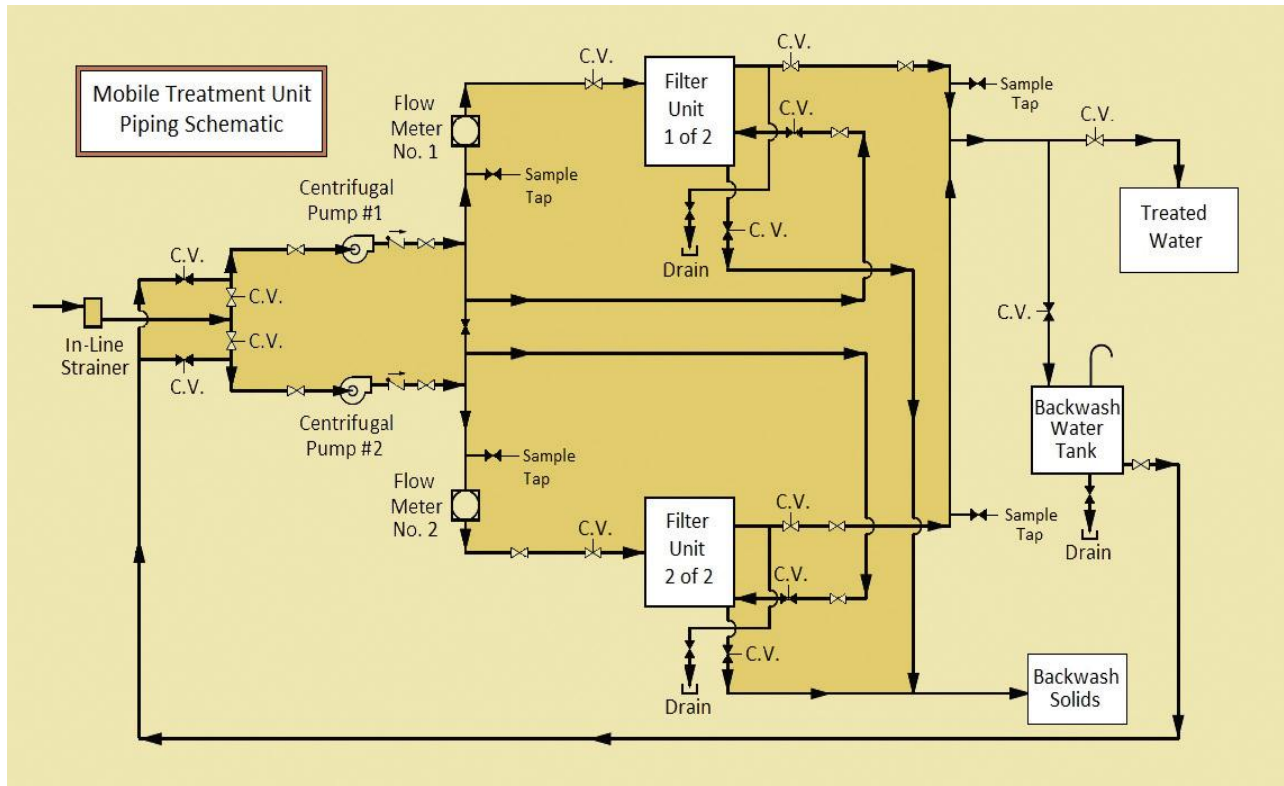 Mobile Treatment Unit
Piping Schematic
C.V.
Flow
Meter
No. 1
Filter
Unit
1 of 2
C.V.
C.V.
Sample
Tap
C.V.
Sample
Tap
Centrifugal
Pump #1
C. V.
Drain
Treated
Water
C.V.
C.V.
In-Line
Strainer
C.V.
C.V.
C.V.
Centrifugal
Pump #2
Backwash
Water
Tank
Sample
Tap
Flow
Meter
No. 2
C.V.
Filter
Unit
2 of 2
C.V.
C.V.
Sample
Tap
Drain
C.V.
Drain
Backwash
Solids